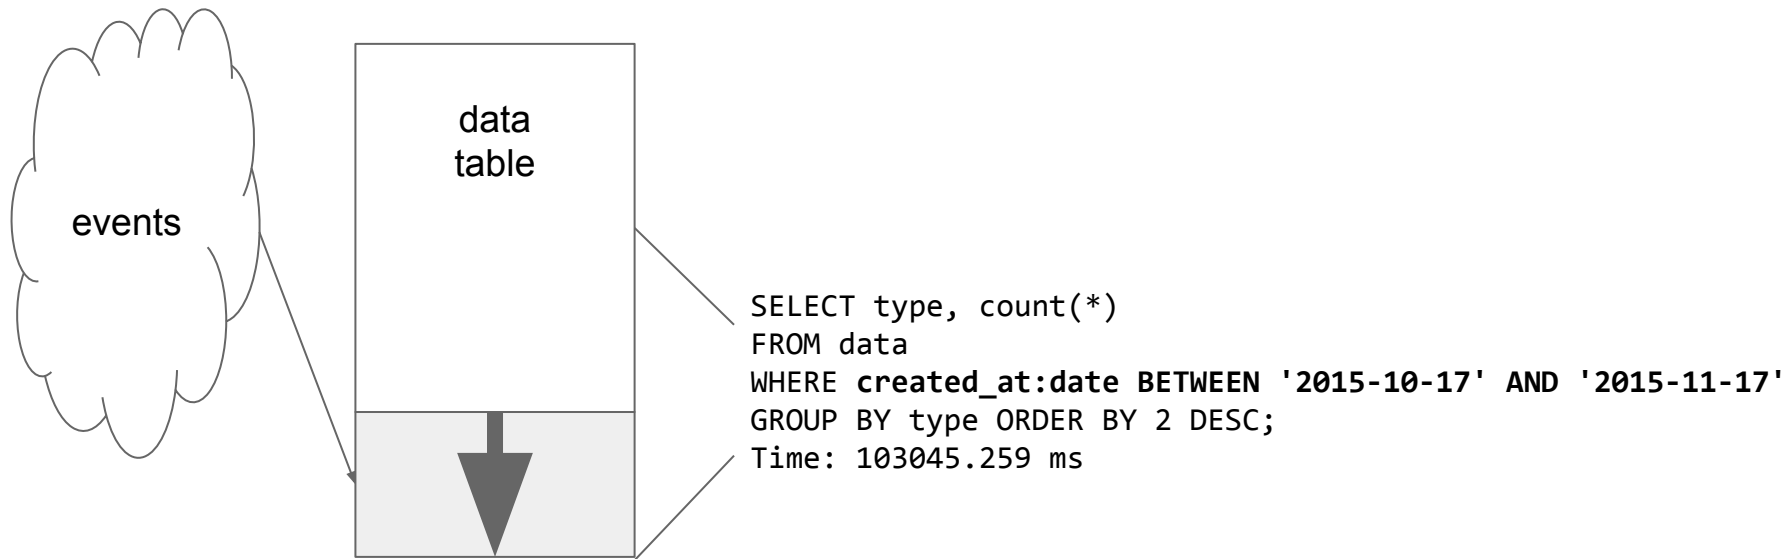 events
data
table
SELECT type, count(*)
FROM data
WHERE created_at:date BETWEEN '2015-10-17' AND '2015-11-17'
GROUP BY type ORDER BY 2 DESC;
Time: 103045.259 ms